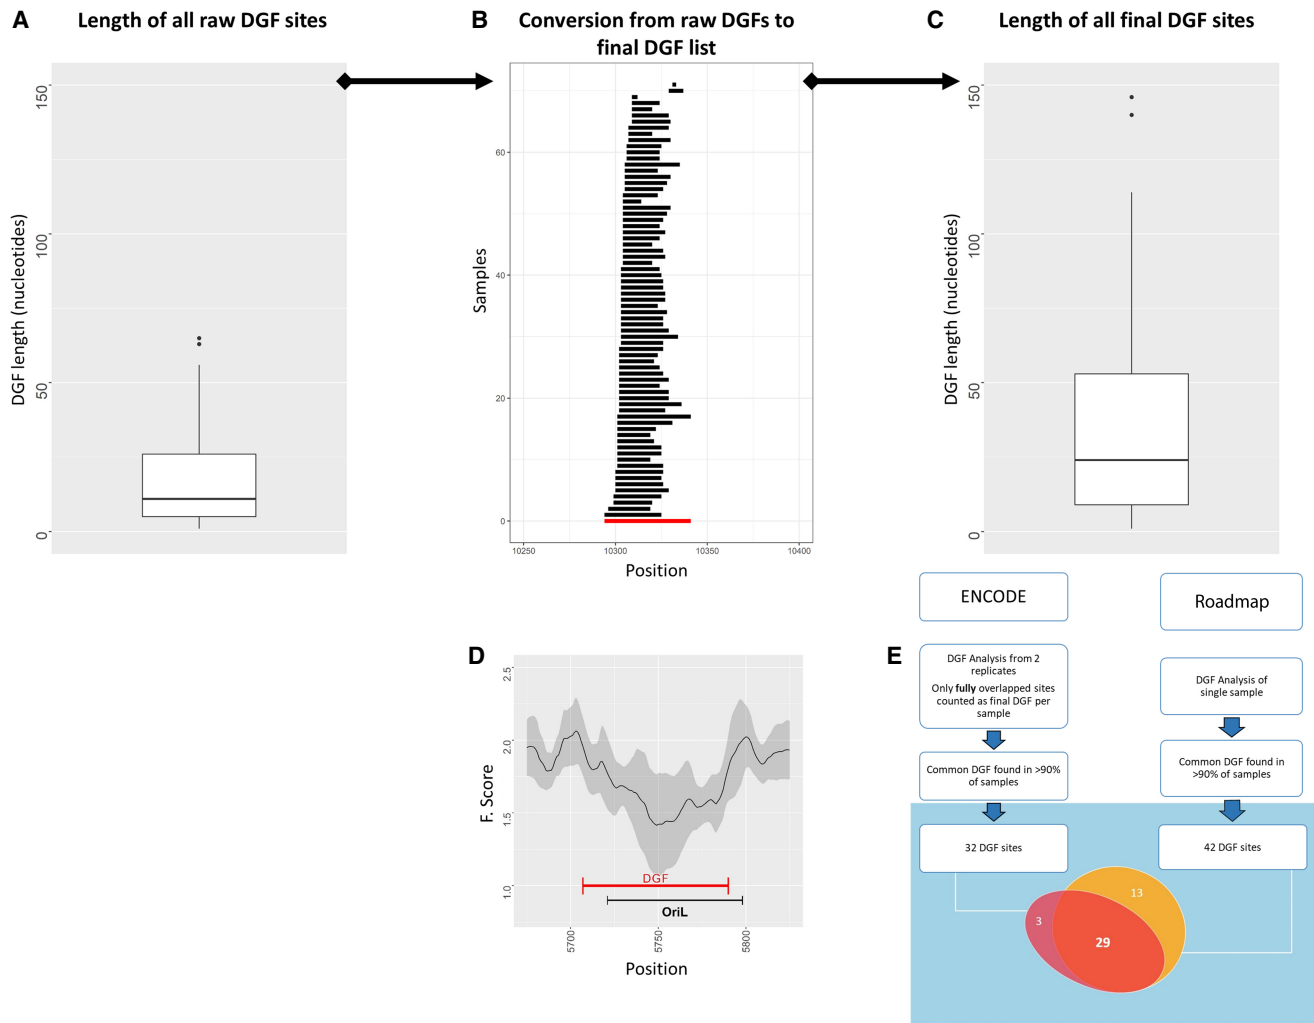 A
Length of all raw DGF sites
DGF length (nucleotides)
150
100
50
0
B
Conversion from raw DGFs to
final DGF list
Samples
60
40
20
0
10250 10300 10350 10400
Position
C
Length of all final DGF sites
DGF length (nucleotides)
150
100
50
0
D
F. Score
2.5
2.0
1.5
1.0
DGF
OriL
5700 5750 5800
Position
E
ENCODE
DGF Analysis from 2
replicates
Only fully overlapped sites
counted as final DGF per
sample
Common DGF found in >90%
of samples
32 DGF sites
Roadmap
DGF Analysis of
single sample
Common DGF found in
>90% of samples
42 DGF sites
3
29
13